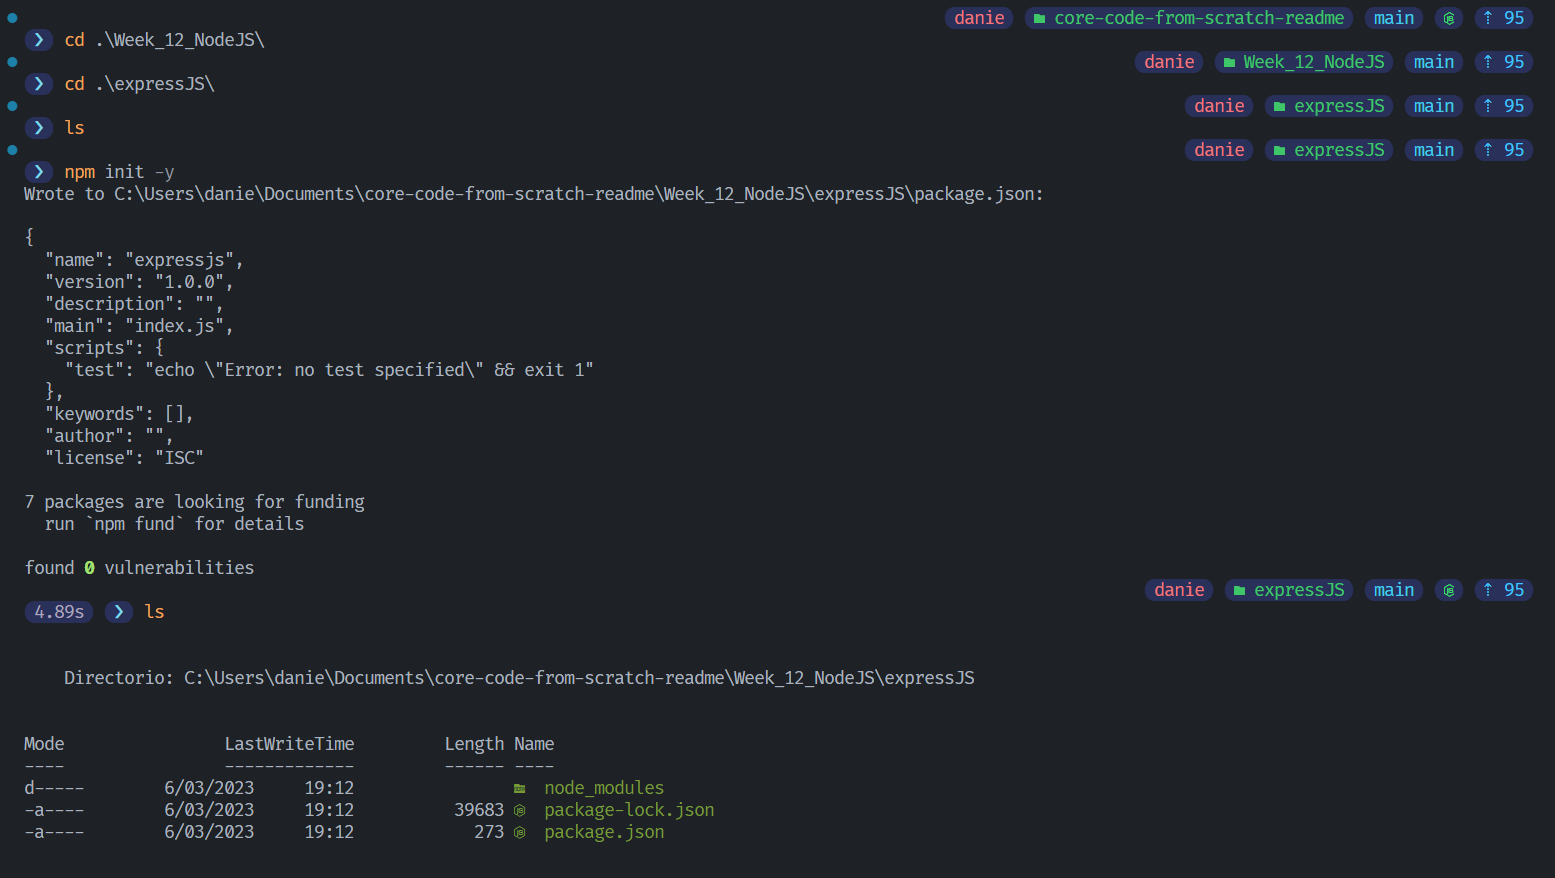 danie core-code-from-scratch-readme main ⇡ 95
❯ cd .\Week_12_NodeJS\
danie Week_12_NodeJS main ⇡ 95
❯ cd .\expressJS\
danie expressJS main ⇡ 95
❯ ls
danie expressJS main ⇡ 95
❯ npm init -y
Wrote to C:\Users\danie\Documents\core-code-from-scratch-readme\Week_12_NodeJS\expressJS\package.json:
{
  "name": "expressjs",
  "version": "1.0.0",
  "description": "",
  "main": "index.js",
  "scripts": {
    "test": "echo \"Error: no test specified\" && exit 1"
  },
  "keywords": [],
  "author": "",
  "license": "ISC"
7 packages are looking for funding
  run `npm fund` for details
found 0 vulnerabilities
danie expressJS main ⇡ 95
4.89s ❯ ls
    Directorio: C:\Users\danie\Documents\core-code-from-scratch-readme\Week_12_NodeJS\expressJS
Mode                LastWriteTime         Length Name
----                -------------         ------ ----
d-----        6/03/2023     19:12                node_modules
-a----        6/03/2023     19:12          39683 package-lock.json
-a----        6/03/2023     19:12            273 package.json